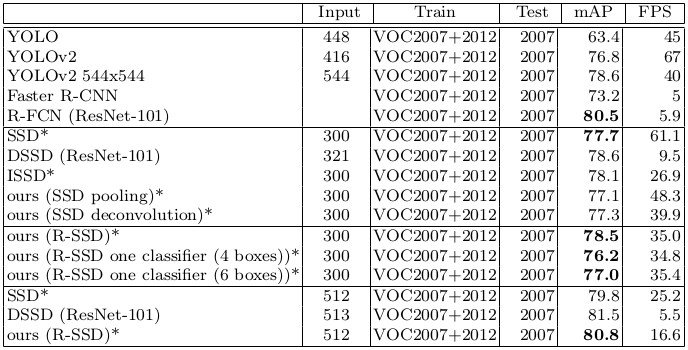 Input Train Test mAP FPS
YOLO 448 VOC2007+2012 2007 63.4 45
YOLOv2 416 VOC2007+2012 2007 76.8 67
YOLOv2 544x544 544 VOC2007+2012 2007 78.6 40
Faster R-CNN VOC2007+2012 2007 73.2 5
R-FCN (ResNet-101) VOC2007+2012 2007 80.5 5.9
SSD* 300 VOC2007+2012 2007 77.7 61.1
DSSD (ResNet-101) 321 VOC2007+2012 2007 78.6 9.5
ISSD* 300 VOC2007+2012 2007 78.1 26.9
ours (SSD pooling)* 300 VOC2007+2012 2007 77.1 48.3
ours (SSD deconvolution)* 300 VOC2007+2012 2007 77.3 39.9
ours (R-SSD)* 300 VOC2007+2012 2007 78.5 35.0
ours (R-SSD one classifier (4 boxes))* 300 VOC2007+2012 2007 76.2 34.8
ours (R-SSD one classifier (6 boxes))* 300 VOC2007+2012 2007 77.0 35.4
SSD* 512 VOC2007+2012 2007 79.8 25.2
DSSD (ResNet-101) 513 VOC2007+2012 2007 81.5 5.5
ours (R-SSD)* 512 VOC2007+2012 2007 80.8 16.6